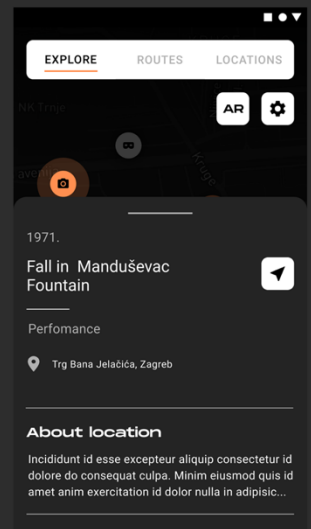 EXPLORE ROUTES LOCATIONS
NK Trnje
AR
Kruge
1971.
Fall in Manduševac
Fountain
Perfomance
Trg Bana Jelačića, Zagreb
About location
Incididunt id esse excepteur aliquip consectetur id
dolore do consequat culpa. Minim eiusmod quis id
amet anim exercitation id dolor nulla in adipisic...